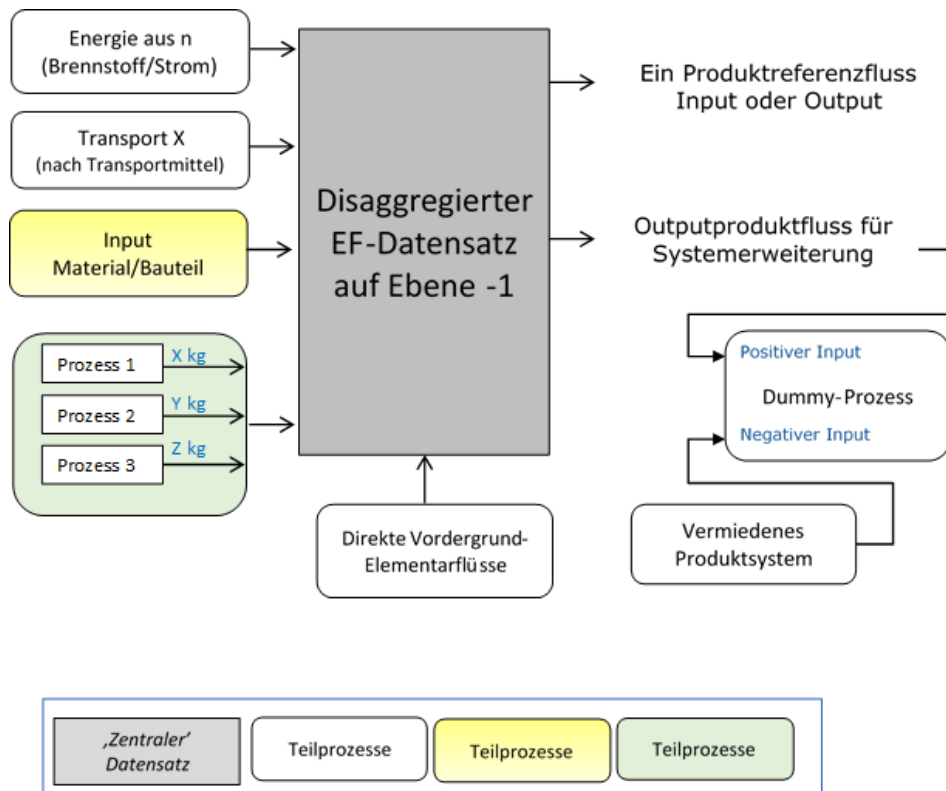 Energie aus n
(Brennstoff/Strom)
Transport X
(nach Transportmittel)
Input
Material/Bauteil
Prozess 1
X kg
Prozess 2
Y kg
Prozess 3
Z kg
Disaggregierter
EF-Datensatz
auf Ebene -1
Direkte Vordergrund-
Elementarflüsse
Ein Produktreferenzfluss
Input oder Output
Outputproduktfluss für
Systemerweiterung
Positiver Input
Dummy-Prozess
Negativer Input
Vermiedenes
Produktsystem
‚Zentraler'
Datensatz
Teilprozesse
Teilprozesse
Teilprozesse